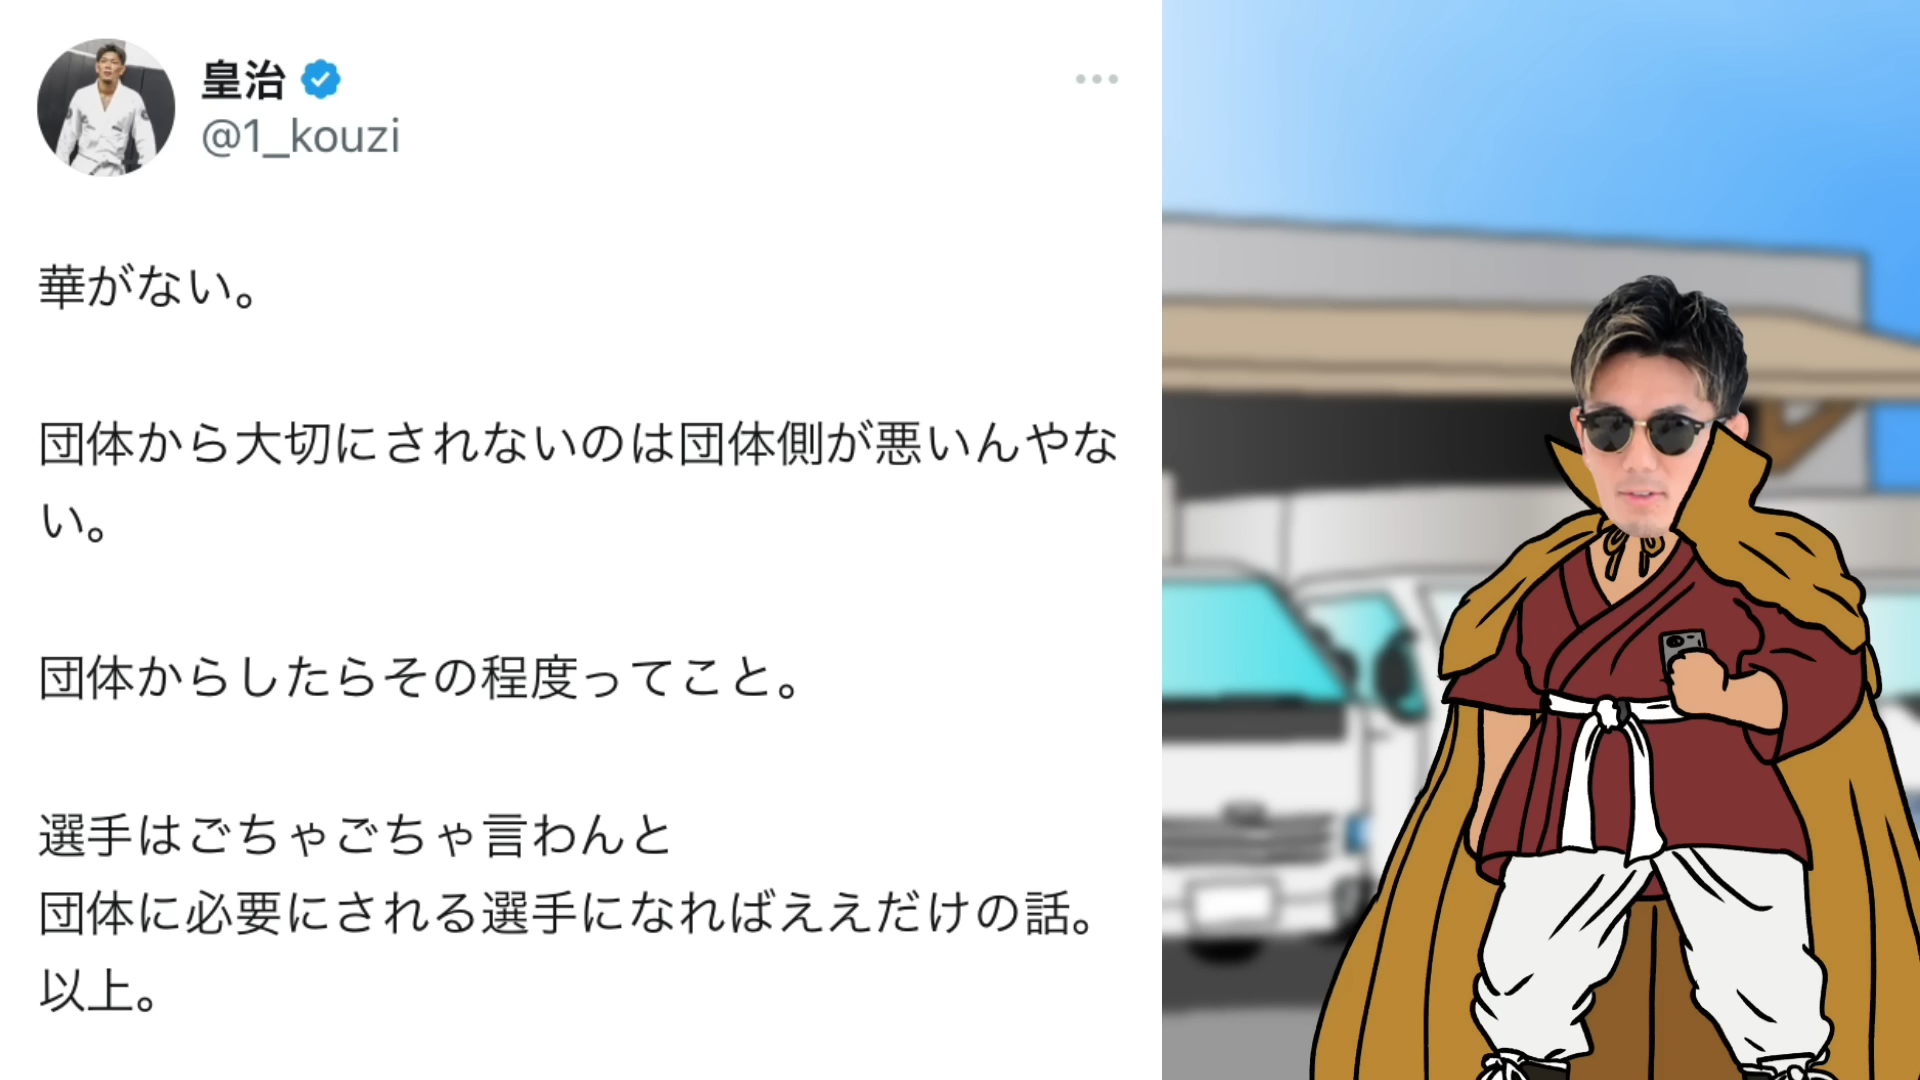 皇治
@1_kouzi
華がない。
団体から大切にされないのは団体側が悪いんやな
い。
団体からしたらその程度ってこと。
選手はごちゃごちゃ言わんと
団体に必要にされる選手になればええだけの話。
以上。